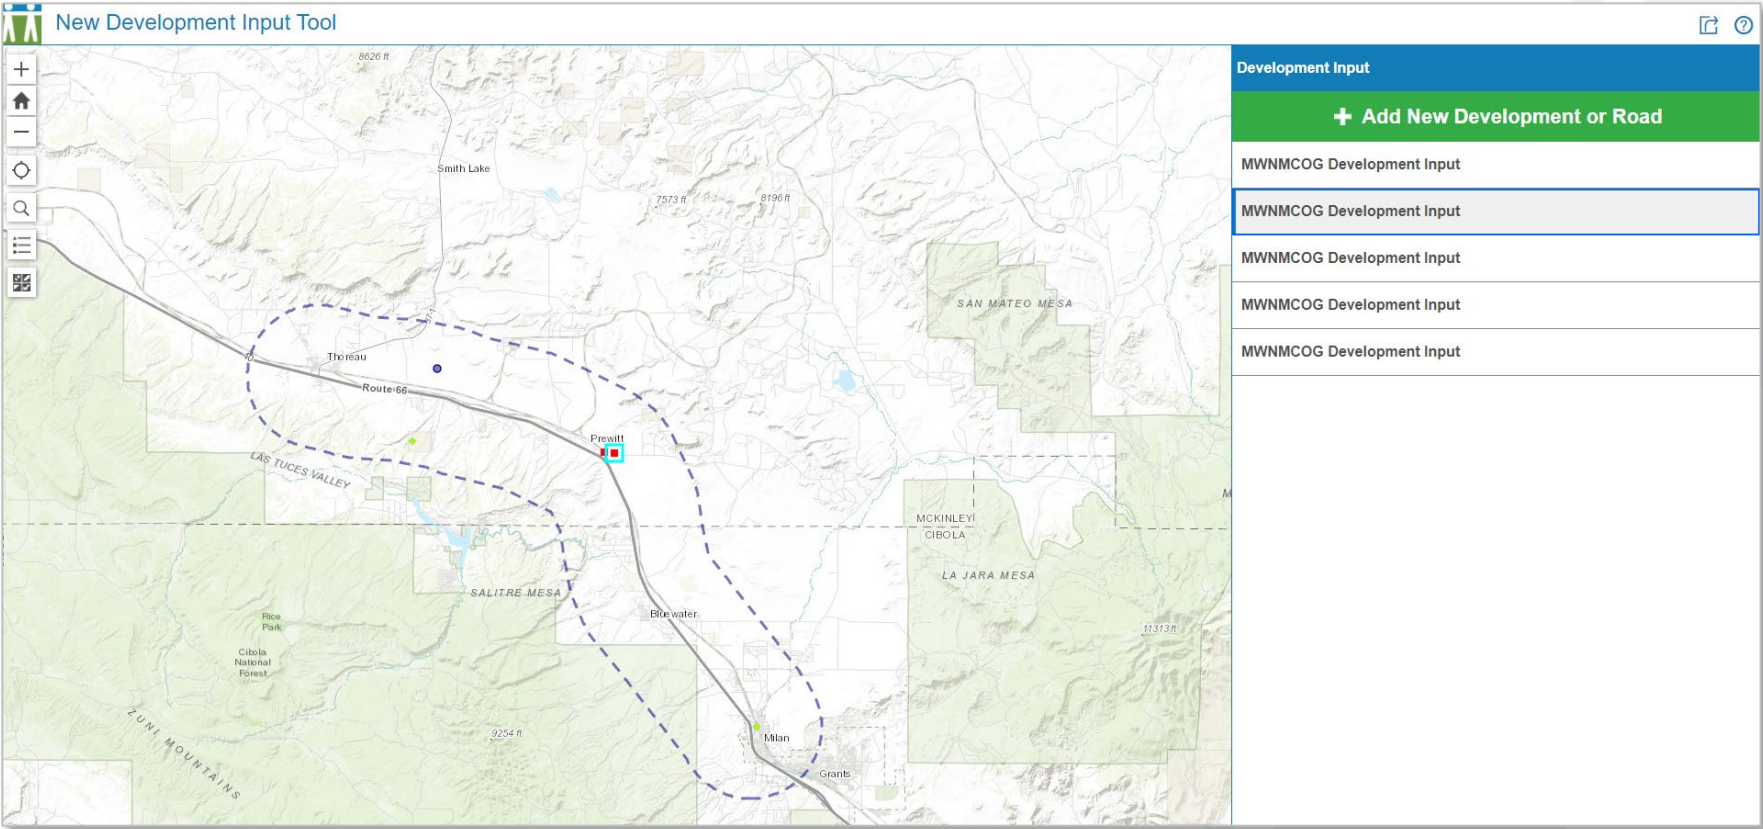 New Development Input Tool
Development Input
Add New Development or Road
MWNMCOG Development Input
MWNMCOG Development Input
MWNMCOG Development Input
MWNMCOG Development Input
MWNMCOG Development Input
8626 ft
Smith Lake
7573 ft
8196 ft
SAN MATEO MESA
371
40
Thoreau
Route 66
Prewitt
LAS TUCES VALLEY
MCKINLEY
CIBOLA
LA JARA MESA
SALITRE MESA
Bluewater
Rice
Park
11313 ft
Cibola
National
Forest
ZUNI MOUNTAINS
9254 ft
Milan
Grants
M